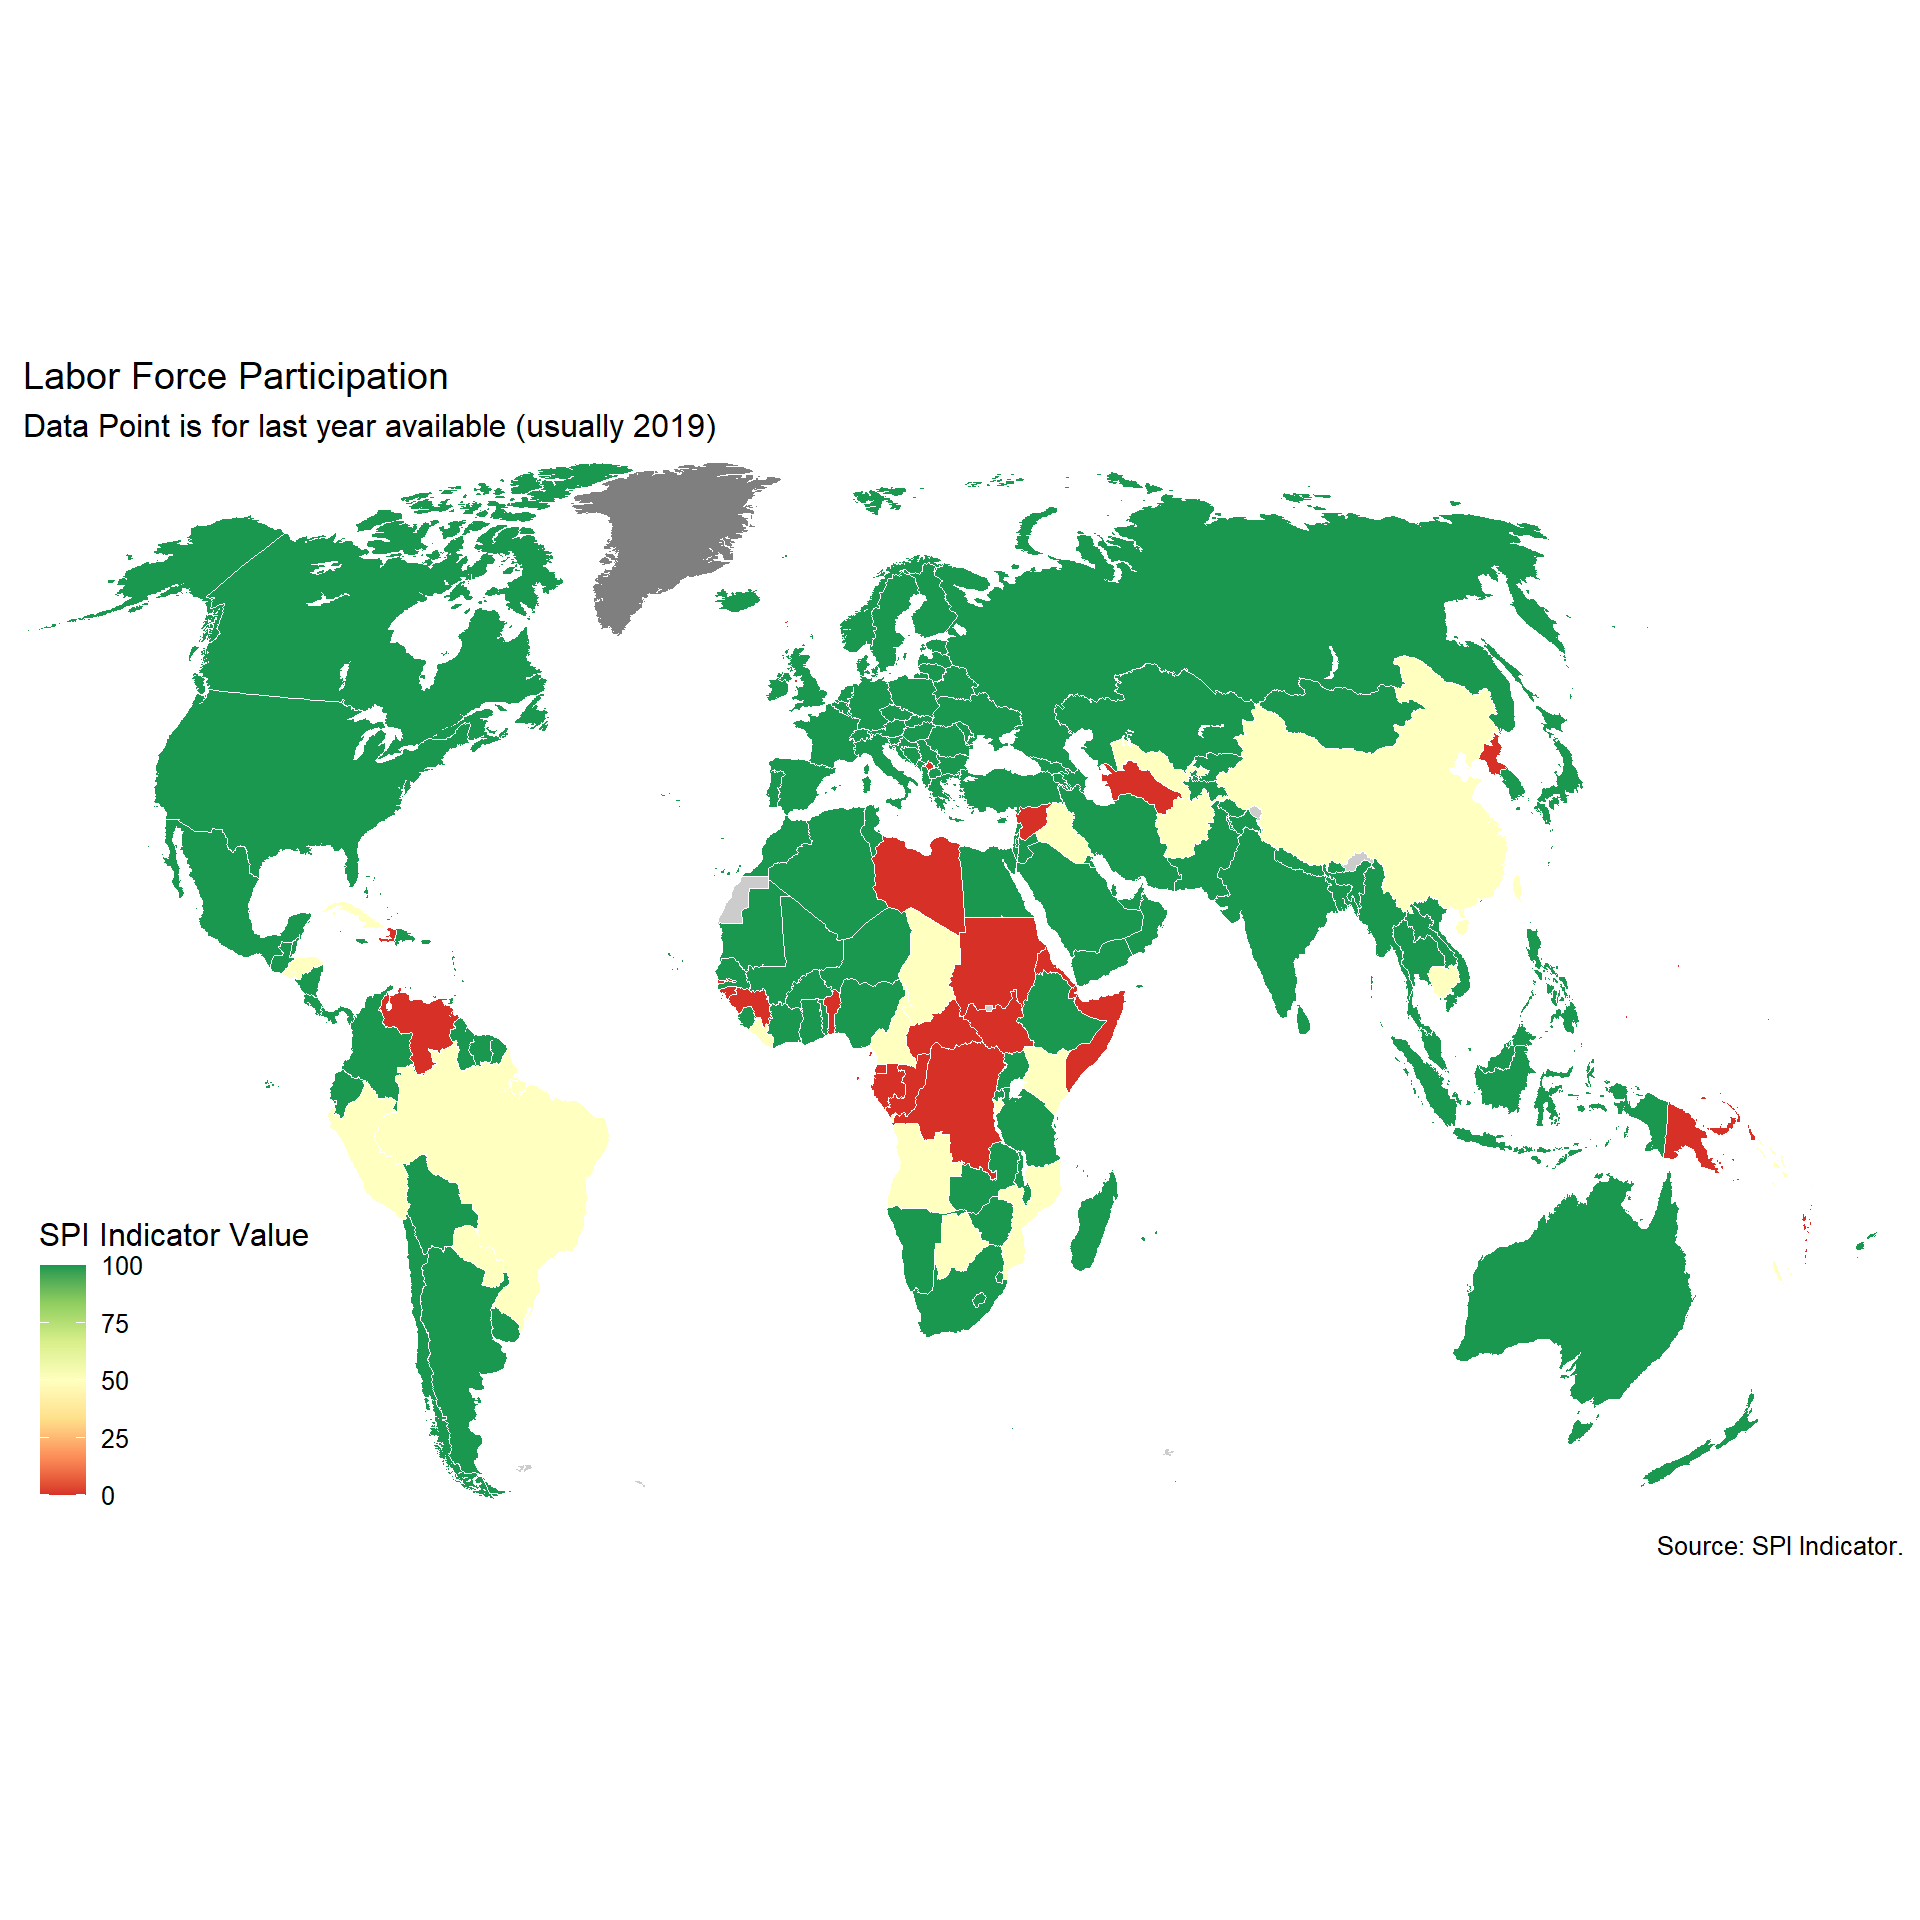 Labor Force Participation
Data Point is for last year available (usually 2019)
SPI Indicator Value
100
75
50
25
0
Source: SPI Indicator.